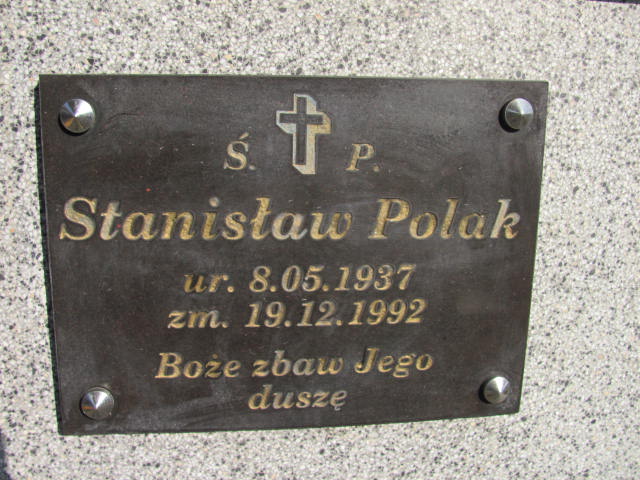 Ś. P.
Stanisław Polak
ur. 8.05.1937
zm. 19.12.1992
Boże zbaw Jego
duszę